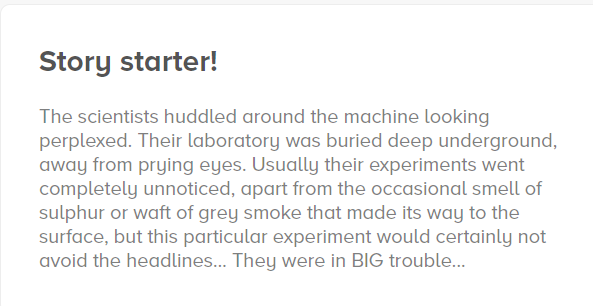 Story starter!
The scientists huddled around the machine looking
perplexed. Their laboratory was buried deep underground,
away from prying eyes. Usually their experiments went
completely unnoticed, apart from the occasional smell of
sulphur or waft of grey smoke that made its way to the
surface, but this particular experiment would certainly not
avoid the headlines... They were in BIG trouble...